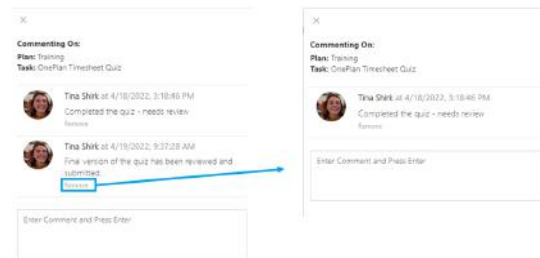 ×
Commenting On:
Plan: Training
Task: OnePlan Timesheet Quiz
Tina Shirk at 4/18/2022, 3:18:46 PM
Completed the quiz - needs review
Remove
Tina Shirk at 4/19/2022, 9:37:28 AM
Final version of the quiz has been reviewed and
submitted.
Remove
Enter Comment and Press Enter
×
Commenting On:
Plan: Training
Task: OnePlan Timesheet Quiz
Tina Shirk at 4/18/2022, 3:18:46 PM
Completed the quiz - needs review
Remove
Enter Comment and Press Enter